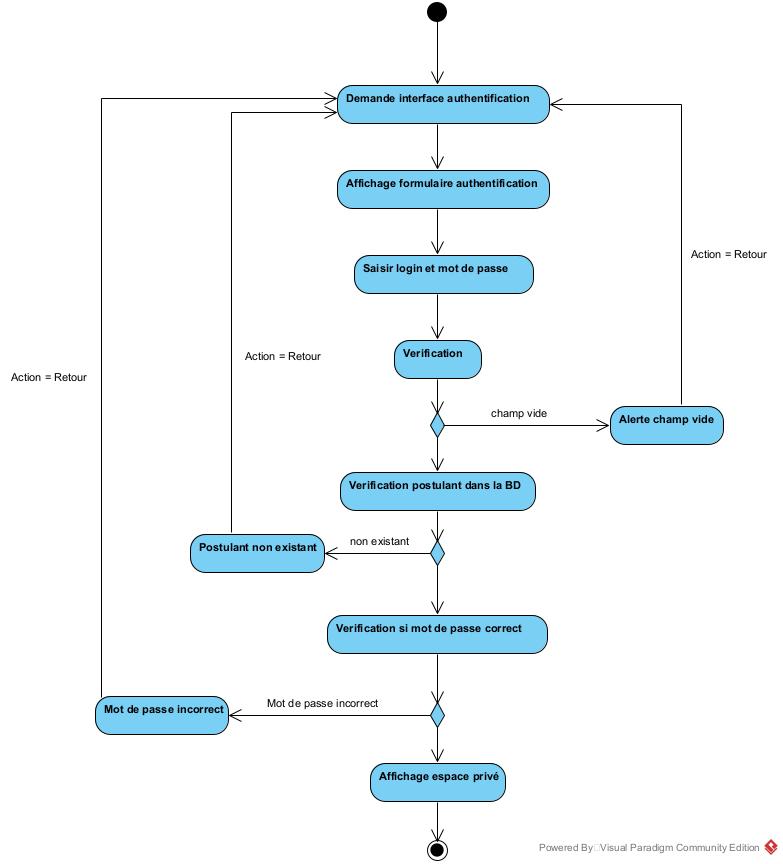 Demande interface authentification
Affichage formulaire authentification
Action = Retour
Saisir login et mot de passe
Verification
Action = Retour
Action = Retour
champ vide
Alerte champ vide
Verification postulant dans la BD
non existant
Postulant non existant
Verification si mot de passe correct
Mot de passe incorrect
Mot de passe incorrect
Affichage espace privé
Powered By Visual Paradigm Community Edition